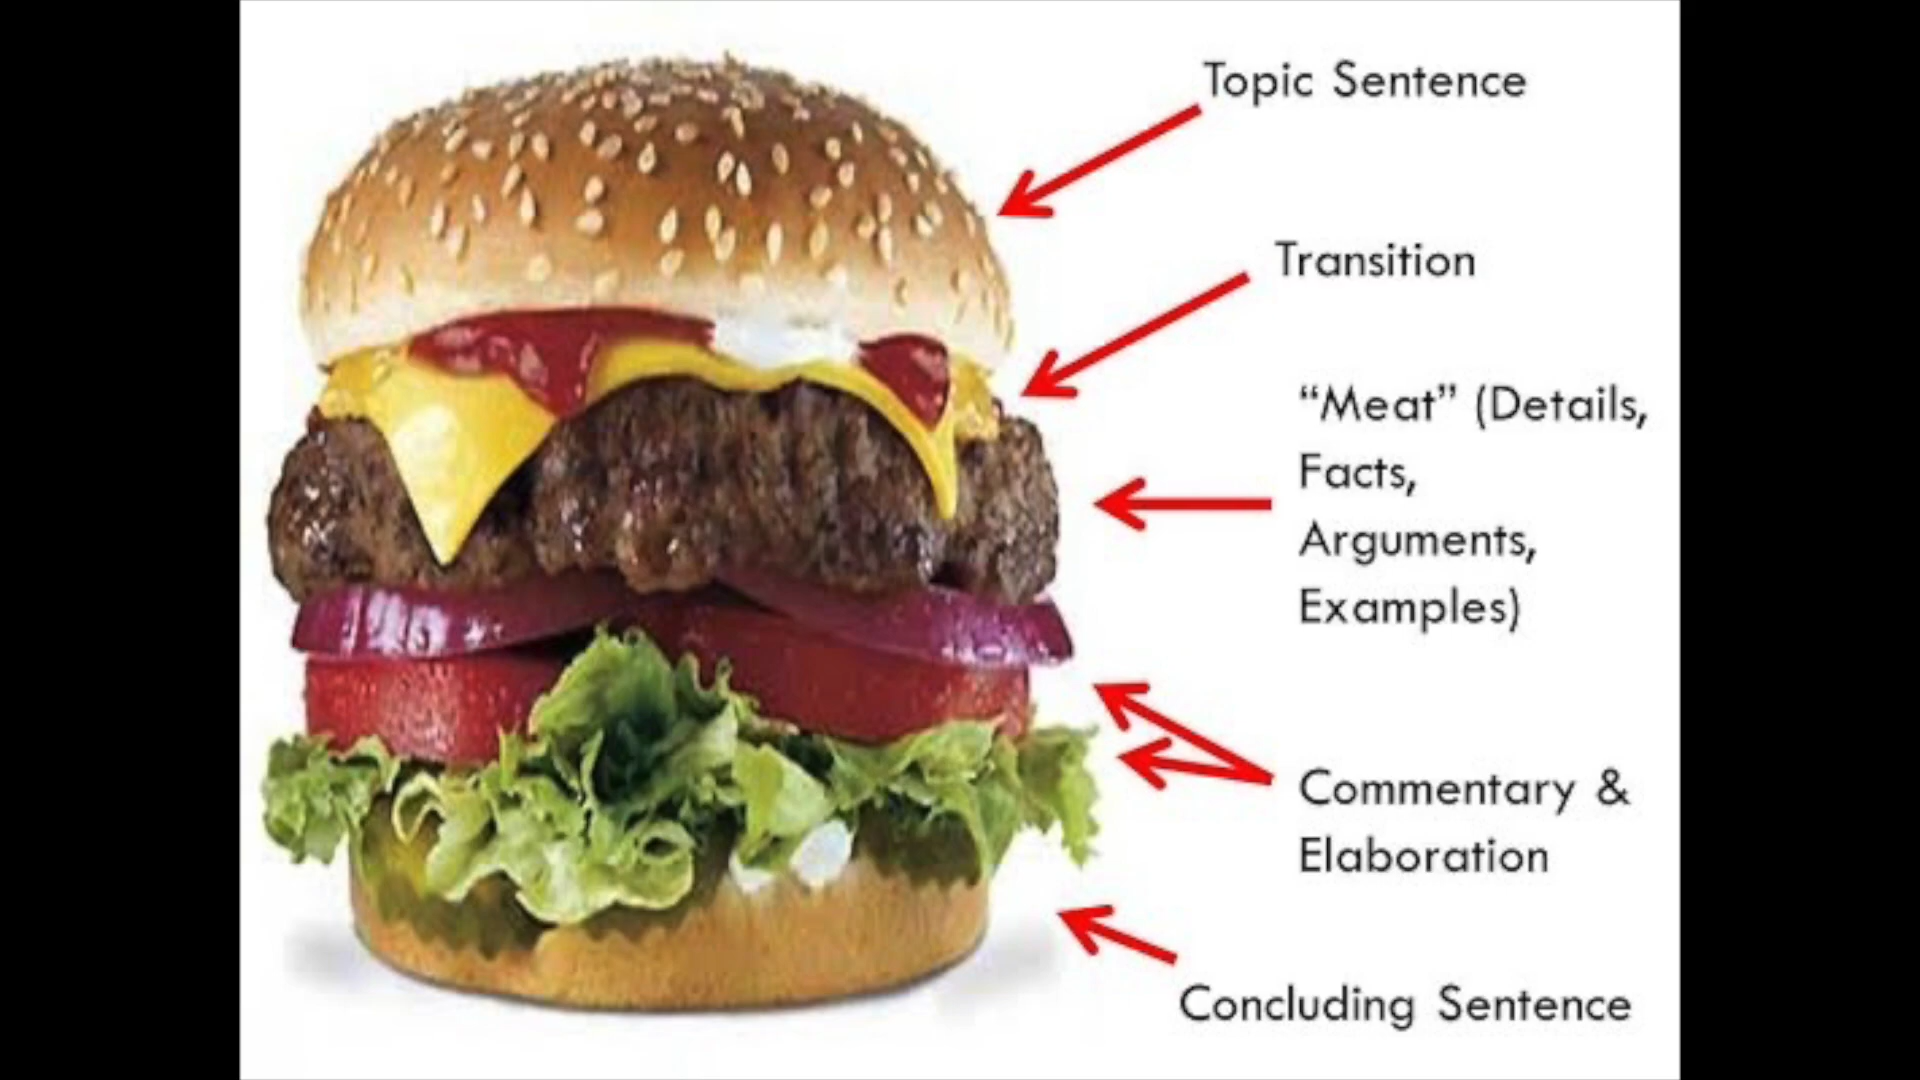 Topic Sentence
Transition
“Meat” (Details,
Facts,
Arguments,
Examples)
Commentary &
Elaboration
Concluding Sentence